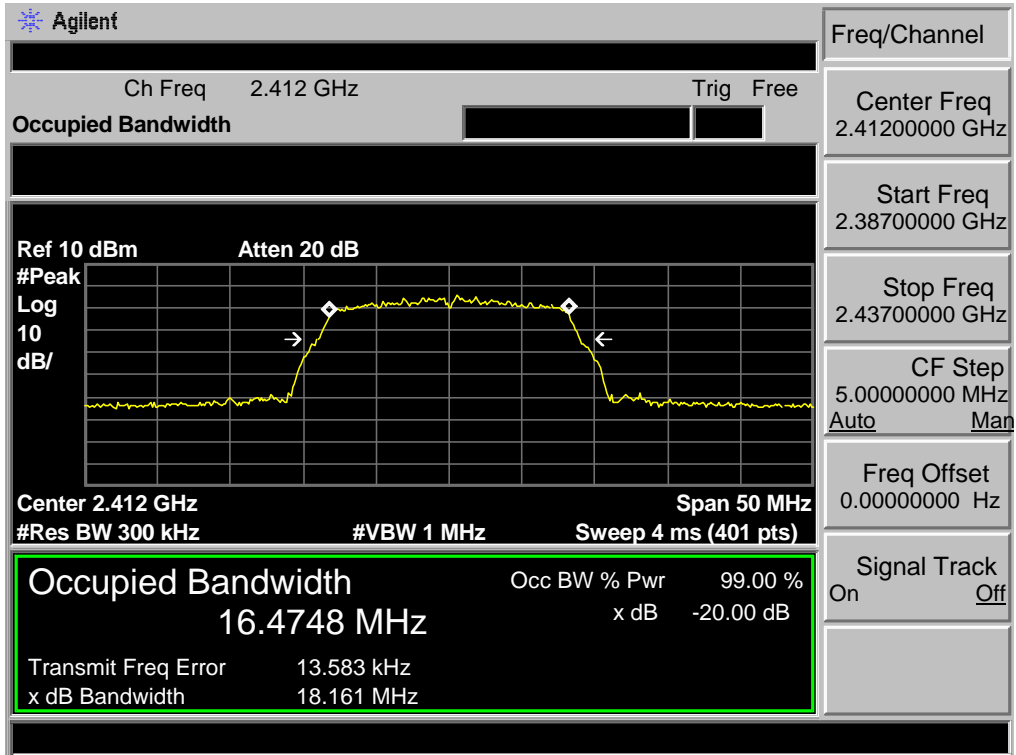 Agilent
Freq/Channel
Ch Freq 2.412 GHz Trig Free
Occupied Bandwidth
Center Freq
2.41200000 GHz
Start Freq
2.38700000 GHz
Stop Freq
2.43700000 GHz
CF Step
5.00000000 MHz
Auto Man
Freq Offset
0.00000000 Hz
Signal Track
On Off
Ref 10 dBm Atten 20 dB
#Peak
Log
10
dB/
Center 2.412 GHz Span 50 MHz
#Res BW 300 kHz #VBW 1 MHz Sweep 4 ms (401 pts)
Occupied Bandwidth Occ BW % Pwr 99.00 %
16.4748 MHz x dB -20.00 dB
Transmit Freq Error 13.583 kHz
x dB Bandwidth 18.161 MHz